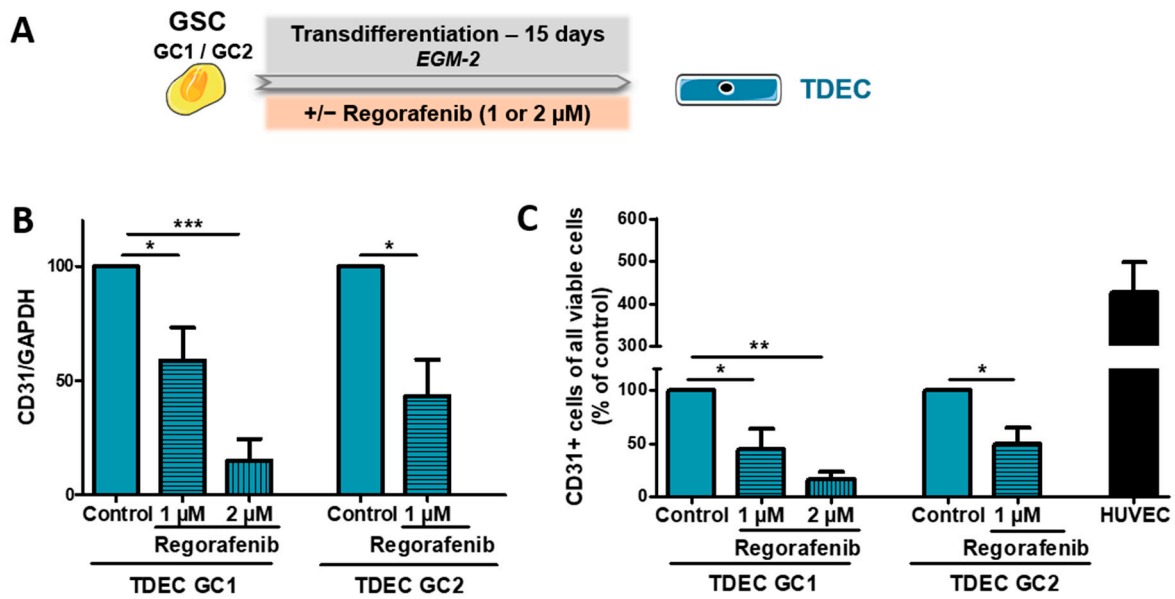 A
GSC
GC1 / GC2
Transdifferentiation – 15 days
EGM-2
+/− Regorafenib (1 or 2 µM)
TDEC
B
CD31/GAPDH
100
50
0
*
***
*
Control 1 µM 2 µM
Regorafenib
TDEC GC1
Control 1 µM
Regorafenib
TDEC GC2
C
CD31+ cells of all viable cells
(% of control)
600
500
400
300
100
50
0
*
**
*
Control 1 µM 2 µM
Regorafenib
TDEC GC1
Control 1 µM
Regorafenib
TDEC GC2
HUVEC